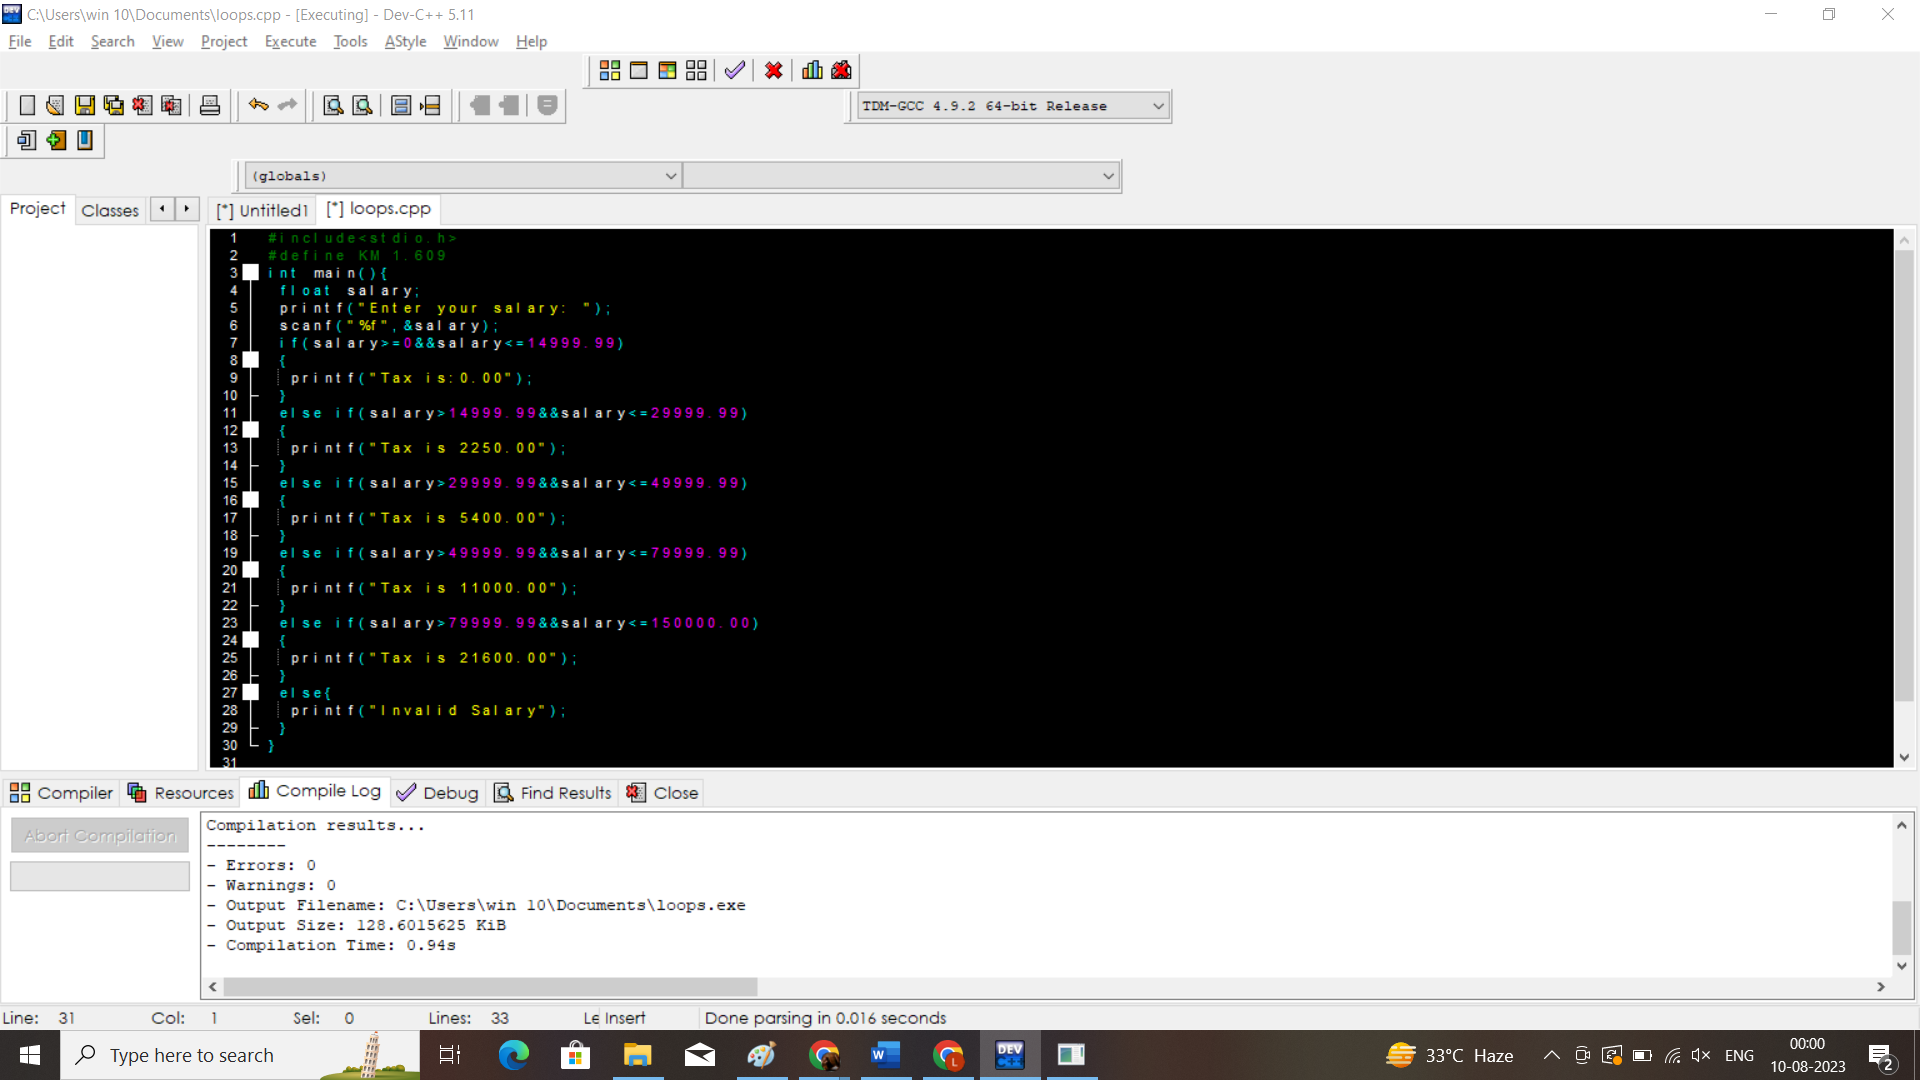 C:\Users\win 10\Documents\loops.cpp - [Executing] - Dev-C++ 5.11
File Edit Search View Project Execute Tools AStyle Window Help
TDM-GCC 4.9.2 64-bit Release
(globals)
Project Classes [*] Untitled1 [*] loops.cpp
1 #include<stdio.h>
2 #define KM 1.609
3 int main(){
4 float salary;
5 printf("Enter your salary: ");
6 scanf("%f",&salary);
7 if(salary>=0&&salary<=14999.99)
8 {
9 printf("Tax is:0.00");
10 }
11 else if(salary>14999.99&&salary<=29999.99)
12 {
13 printf("Tax is 2250.00");
14 }
15 else if(salary>29999.99&&salary<=49999.99)
16 {
17 printf("Tax is 5400.00");
18 }
19 else if(salary>49999.99&&salary<=79999.99)
20 {
21 printf("Tax is 11000.00");
22 }
23 else if(salary>79999.99&&salary<=150000.00)
24 {
25 printf("Tax is 21600.00");
26 }
27 else{
28 printf("Invalid Salary");
29 }
30 }
31
Compiler Resources Compile Log Debug Find Results Close
Abort Compilation
Compilation results...
--------
- Errors: 0
- Warnings: 0
- Output Filename: C:\Users\win 10\Documents\loops.exe
- Output Size: 128.6015625 KiB
- Compilation Time: 0.94s
Line: 31 Col: 1 Sel: 0 Lines: 33 Le Insert Done parsing in 0.016 seconds
Type here to search
33°C Haze
ENG
00:00
10-08-2023
2